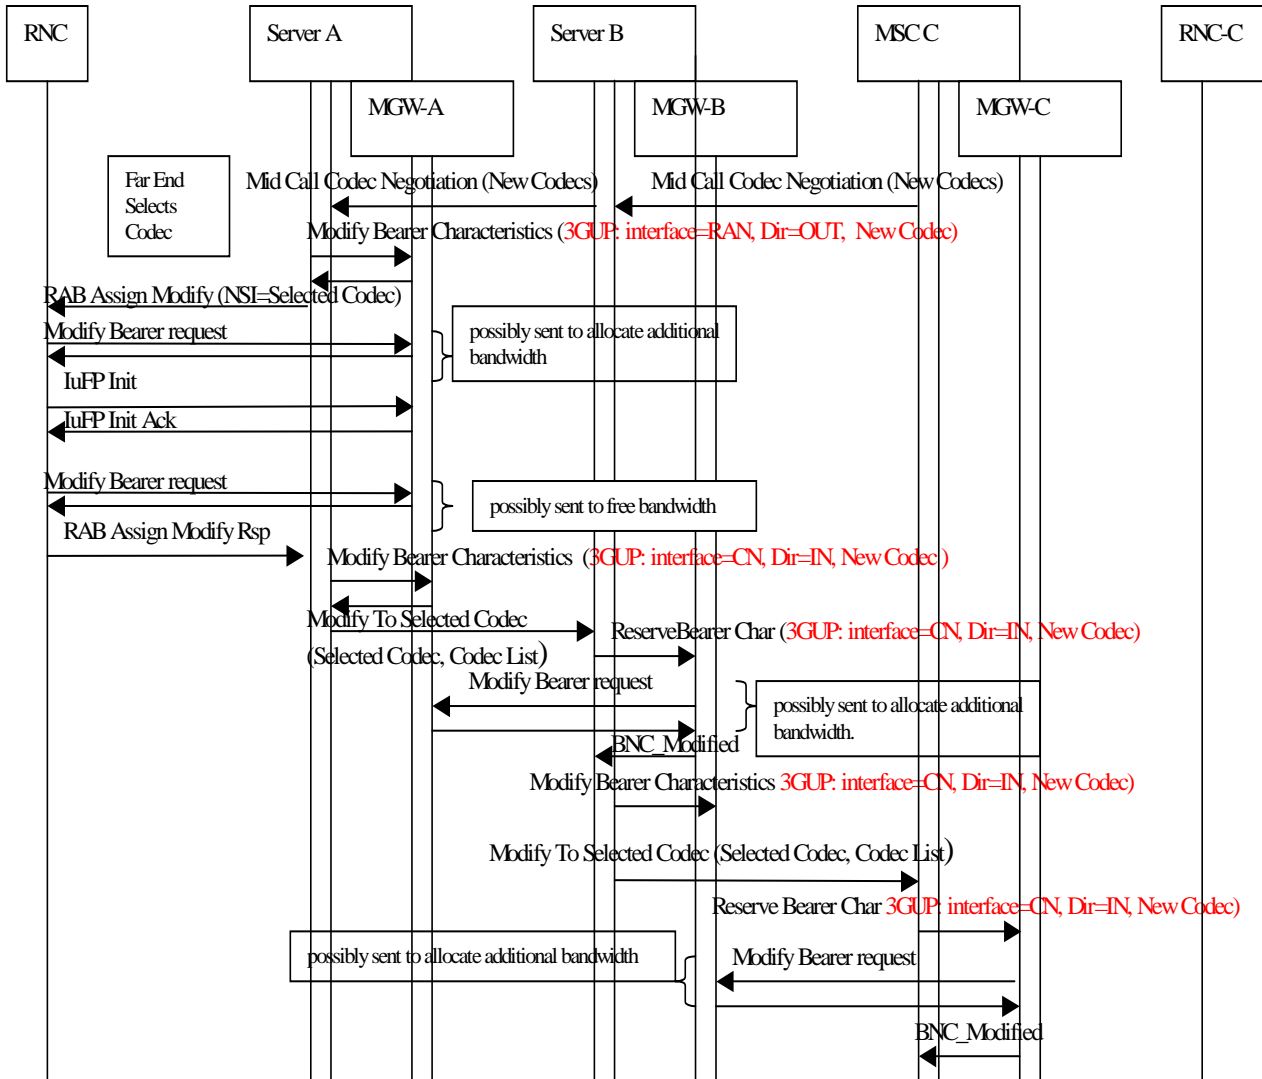 RNC
Server A
Server B
MSC C
RNC-C
MGW-A
MGW-B
MGW-C
Far End
Selects
Codec
Mid Call Codec Negotiation (New Codecs)
Mid Call Codec Negotiation (New Codecs)
Modify Bearer Characteristics (3GUP: interface=RAN, Dir=OUT, New Codec)
RAB Assign Modify (NSI=Selected Codec)
Modify Bearer request
possibly sent to allocate additional
bandwidth
IuFP Init
IuFP Init Ack
Modify Bearer request
possibly sent to free bandwidth
RAB Assign Modify Rsp
Modify Bearer Characteristics (3GUP: interface=CN, Dir=IN, New Codec )
Modify To Selected Codec
(Selected Codec, Codec List)
ReserveBearer Char (3GUP: interface=CN, Dir=IN, New Codec)
Modify Bearer request
possibly sent to allocate additional
bandwidth.
BNC_Modified
Modify Bearer Characteristics 3GUP: interface=CN, Dir=IN, New Codec)
Modify To Selected Codec (Selected Codec, Codec List)
Reserve Bearer Char 3GUP: interface=CN, Dir=IN, New Codec)
possibly sent to allocate additional bandwidth
Modify Bearer request
BNC_Modified